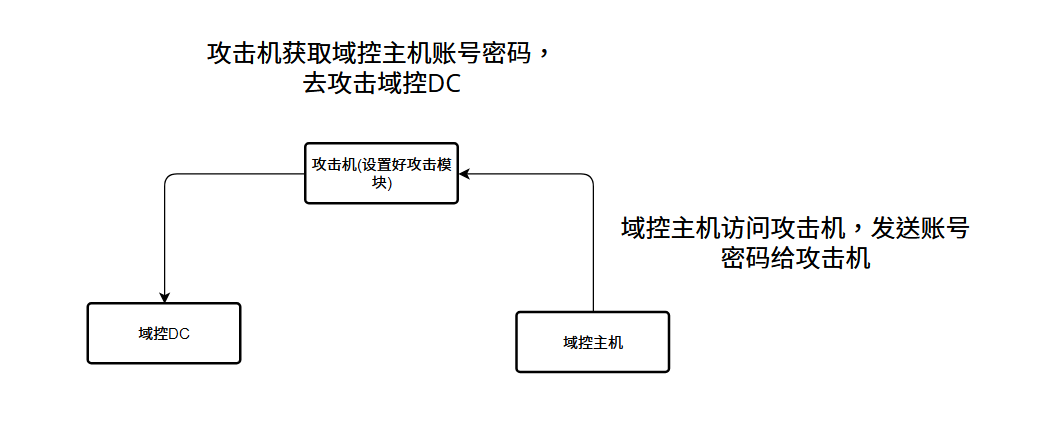 攻击机获取域控主机账号密码，
去攻击域控DC
攻击机(设置好攻击模
块)
域控主机访问攻击机，发送账号
密码给攻击机
域控DC
域控主机